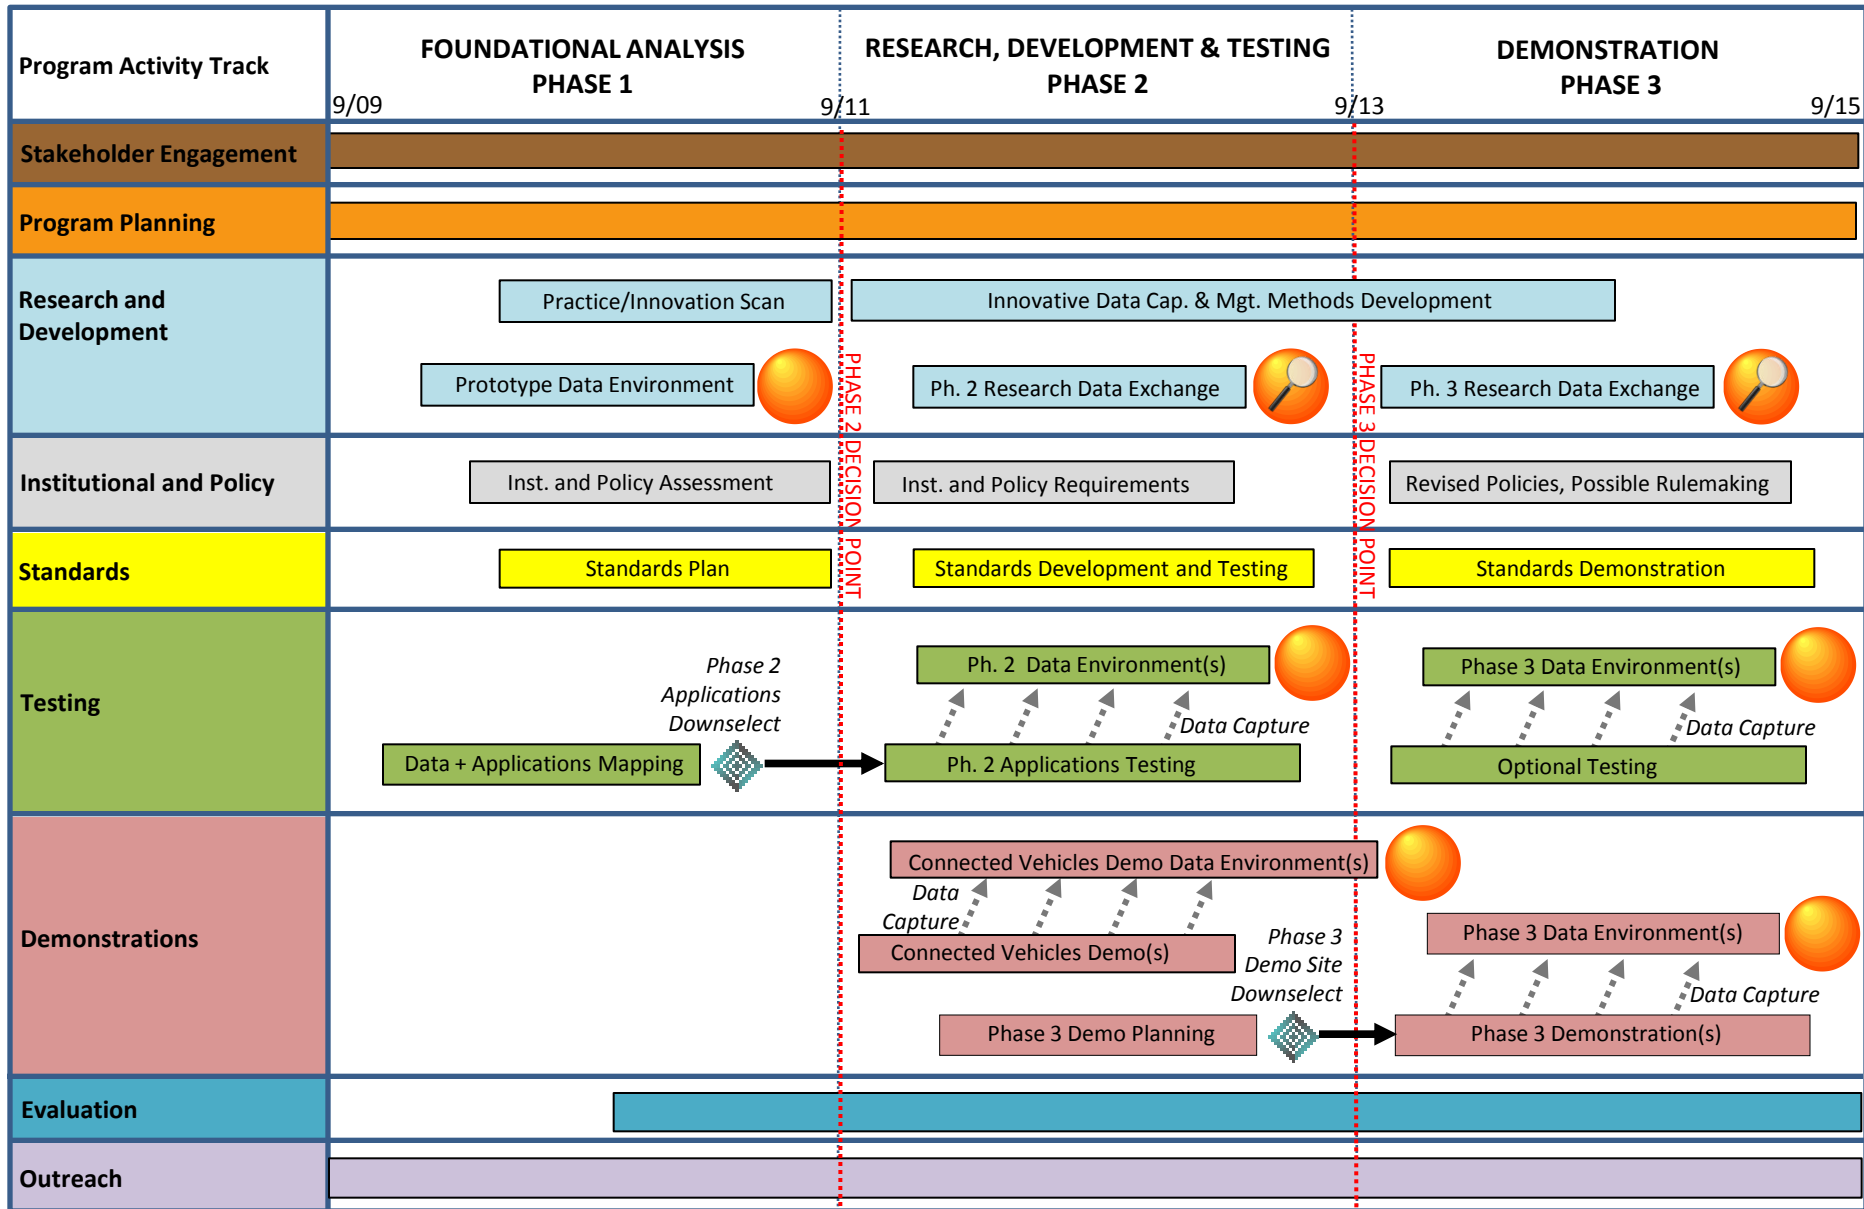 Program Activity Track
FOUNDATIONAL ANALYSIS
PHASE 1
RESEARCH, DEVELOPMENT & TESTING
PHASE 2
DEMONSTRATION
PHASE 3
9/09
9/11
9/13
9/15
Stakeholder Engagement
Program Planning
Research and
Development
Practice/Innovation Scan
Innovative Data Cap. & Mgt. Methods Development
Prototype Data Environment
Ph. 2 Research Data Exchange
Ph. 3 Research Data Exchange
PHASE 2 DECISION POINT
PHASE 3 DECISION POINT
Institutional and Policy
Inst. and Policy Assessment
Inst. and Policy Requirements
Revised Policies, Possible Rulemaking
Standards
Standards Plan
Standards Development and Testing
Standards Demonstration
Testing
Phase 2
Applications
Downselect
Ph. 2 Data Environment(s)
Phase 3 Data Environment(s)
Data Capture
Data Capture
Data + Applications Mapping
Ph. 2 Applications Testing
Optional Testing
Demonstrations
Connected Vehicles Demo Data Environment(s)
Data
Capture
Connected Vehicles Demo(s)
Phase 3
Demo Site
Downselect
Phase 3 Data Environment(s)
Data Capture
Phase 3 Demo Planning
Phase 3 Demonstration(s)
Evaluation
Outreach